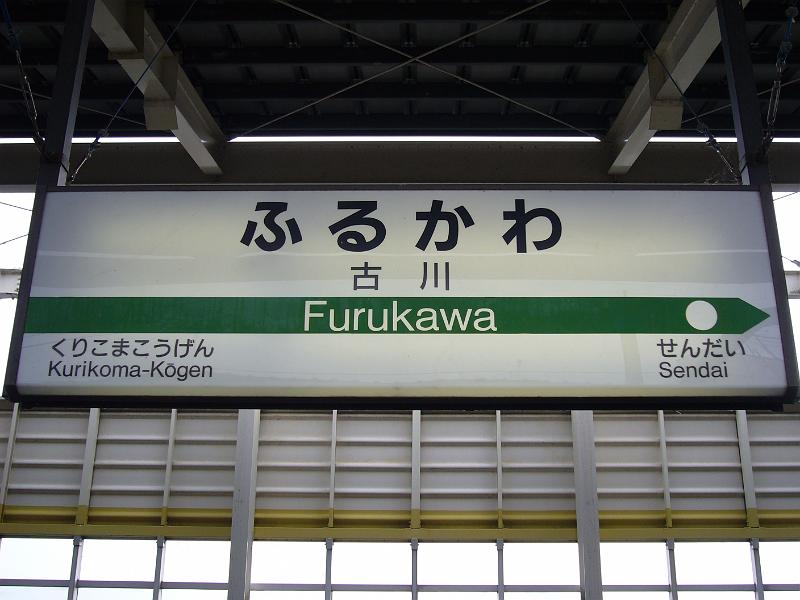 ふるかわ
古川
Furukawa
くりこまこうげん せんだい
Kurikoma-Kōgen Sendai